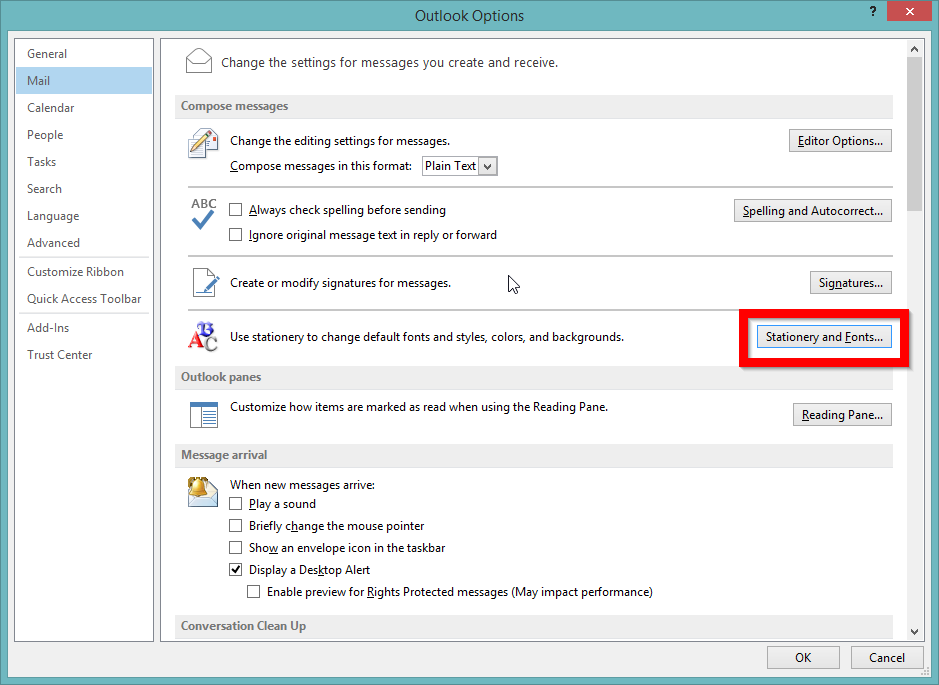 Outlook Options
?
General
Mail
Calendar
People
Tasks
Search
Language
Advanced
Customize Ribbon
Quick Access Toolbar
Add-Ins
Trust Center
Change the settings for messages you create and receive.
Compose messages
Change the editing settings for messages.
Editor Options...
Compose messages in this format: Plain Text
ABC
Always check spelling before sending
Spelling and Autocorrect...
Ignore original message text in reply or forward
Create or modify signatures for messages.
Signatures...
ABC
Use stationery to change default fonts and styles, colors, and backgrounds.
Stationery and Fonts...
Outlook panes
Customize how items are marked as read when using the Reading Pane.
Reading Pane...
Message arrival
When new messages arrive:
Play a sound
Briefly change the mouse pointer
Show an envelope icon in the taskbar
Display a Desktop Alert
Enable preview for Rights Protected messages (May impact performance)
Conversation Clean Up
OK
Cancel